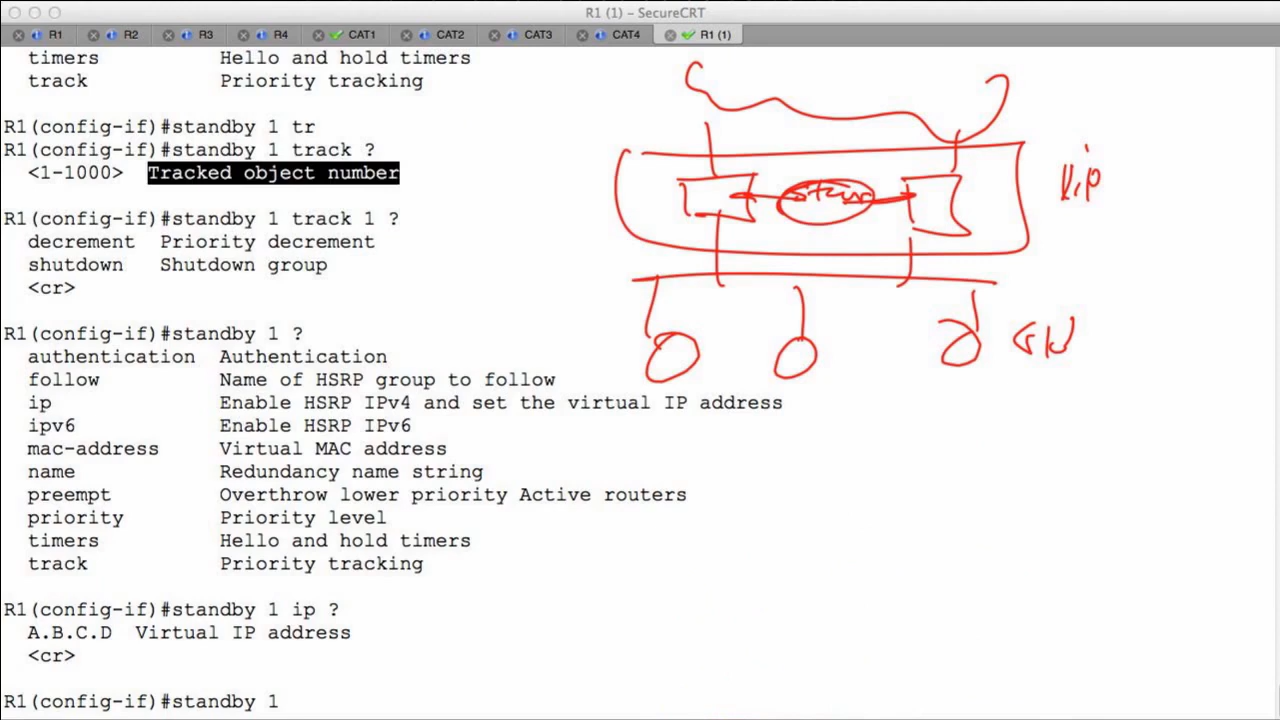 R1 (1) – SecureCRT
R1 R2 R3 R4 CAT1 CAT2 CAT3 CAT4 R1 (1)
timers Hello and hold timers
track Priority tracking
R1(config-if)#standby 1 tr
R1(config-if)#standby 1 track ?
<1-1000> Tracked object number
R1(config-if)#standby 1 track 1 ?
decrement Priority decrement
shutdown Shutdown group
<cr>
R1(config-if)#standby 1 ?
authentication Authentication
follow Name of HSRP group to follow
ip Enable HSRP IPv4 and set the virtual IP address
ipv6 Enable HSRP IPv6
mac-address Virtual MAC address
name Redundancy name string
preempt Overthrow lower priority Active routers
priority Priority level
timers Hello and hold timers
track Priority tracking
R1(config-if)#standby 1 ip ?
A.B.C.D Virtual IP address
<cr>
R1(config-if)#standby 1